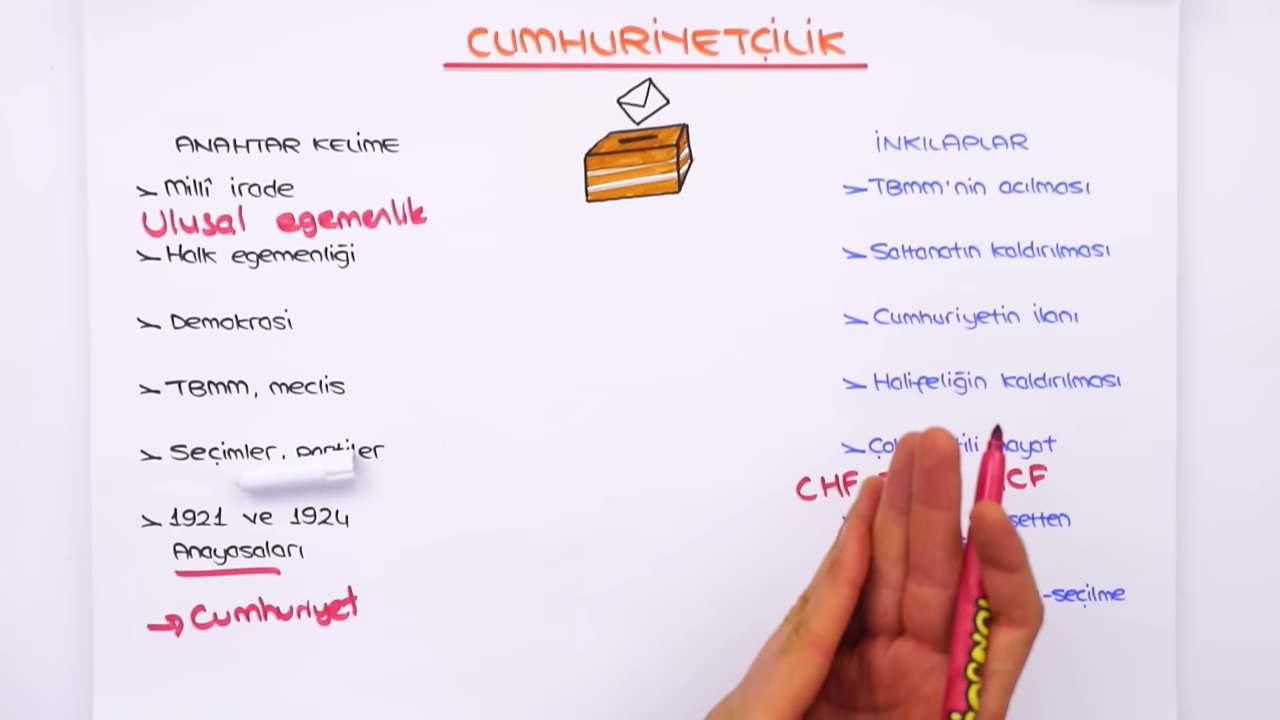 CUMHURİYETÇİLİK
ANAHTAR KELİME
➤ Millî irade
Ulusal egemenlik
➤ Halk egemenliği
➤ Demokrasi
➤ TBMM, meclis
➤ Seçimler,
➤ 1921 ve 1924
Anayasaları
→ Cumhuriyet
İNKILAPLAR
➤ TBMM'nin açılması
➤ Saltanatın kaldırılması
➤ Cumhuriyetin ilanı
➤ Halifeliğin kaldırılması
CHF
-seçilme